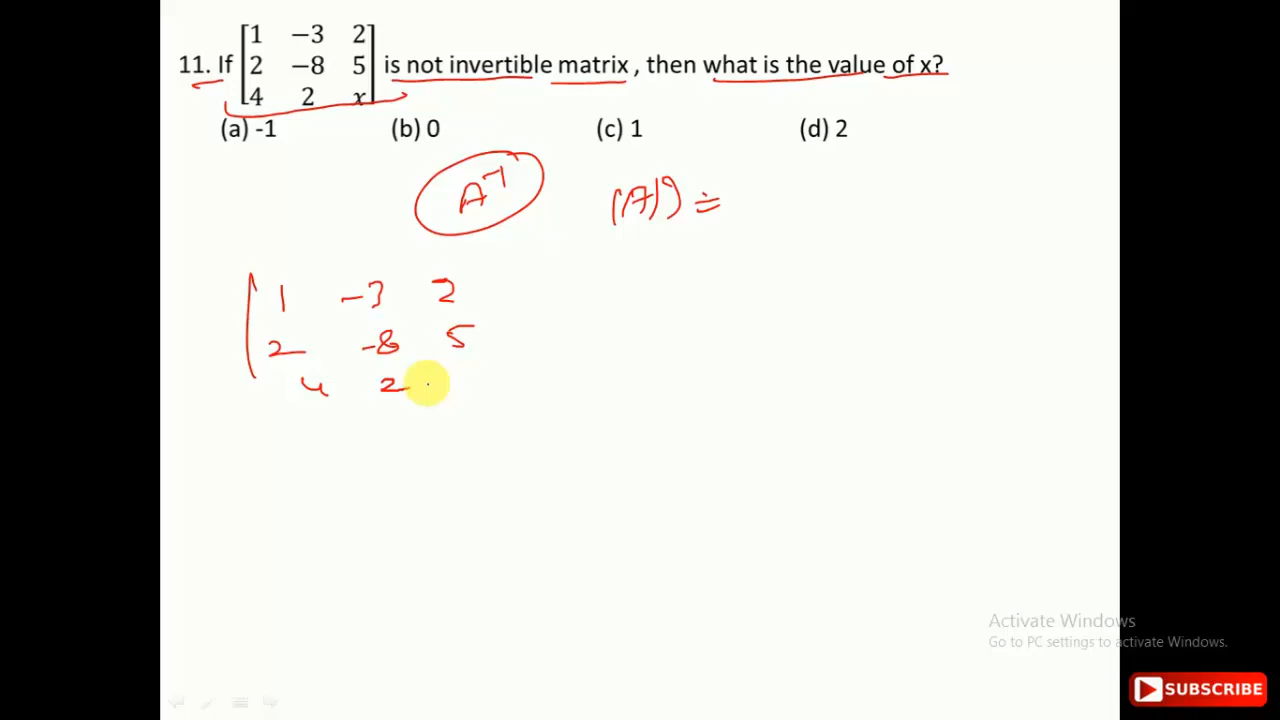 11. If [1 −3 2
2 −8 5
4 2 x] is not invertible matrix , then what is the value of x?
(a) -1 (b) 0 (c) 1 (d) 2
A⁻¹ =
1 -3 2
2 -8 5
4 2
Activate Windows
Go to PC settings to activate Windows.
SUBSCRIBE